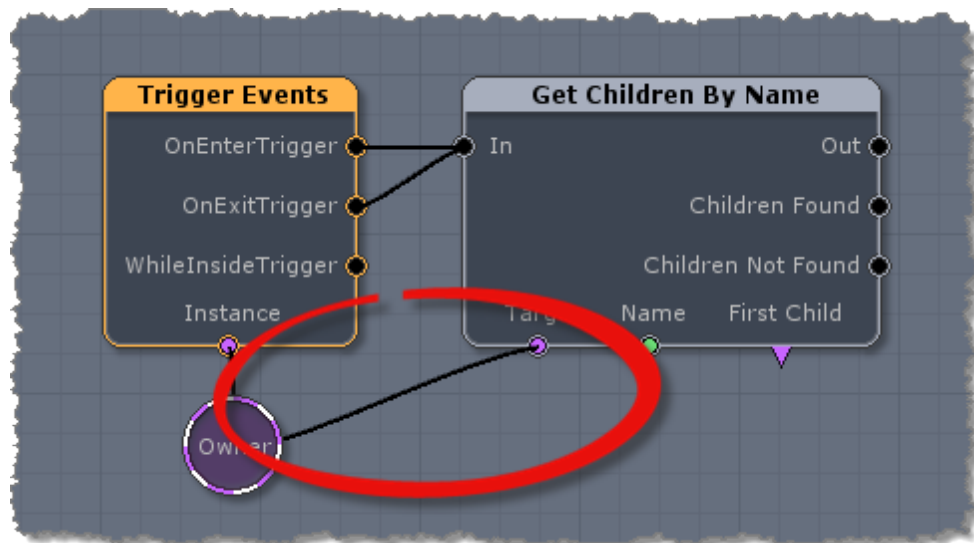 Trigger Events
OnEnterTrigger
OnExitTrigger
WhileInsideTrigger
Instance
Get Children By Name
In
Out
Children Found
Children Not Found
Name
First Child
Owner